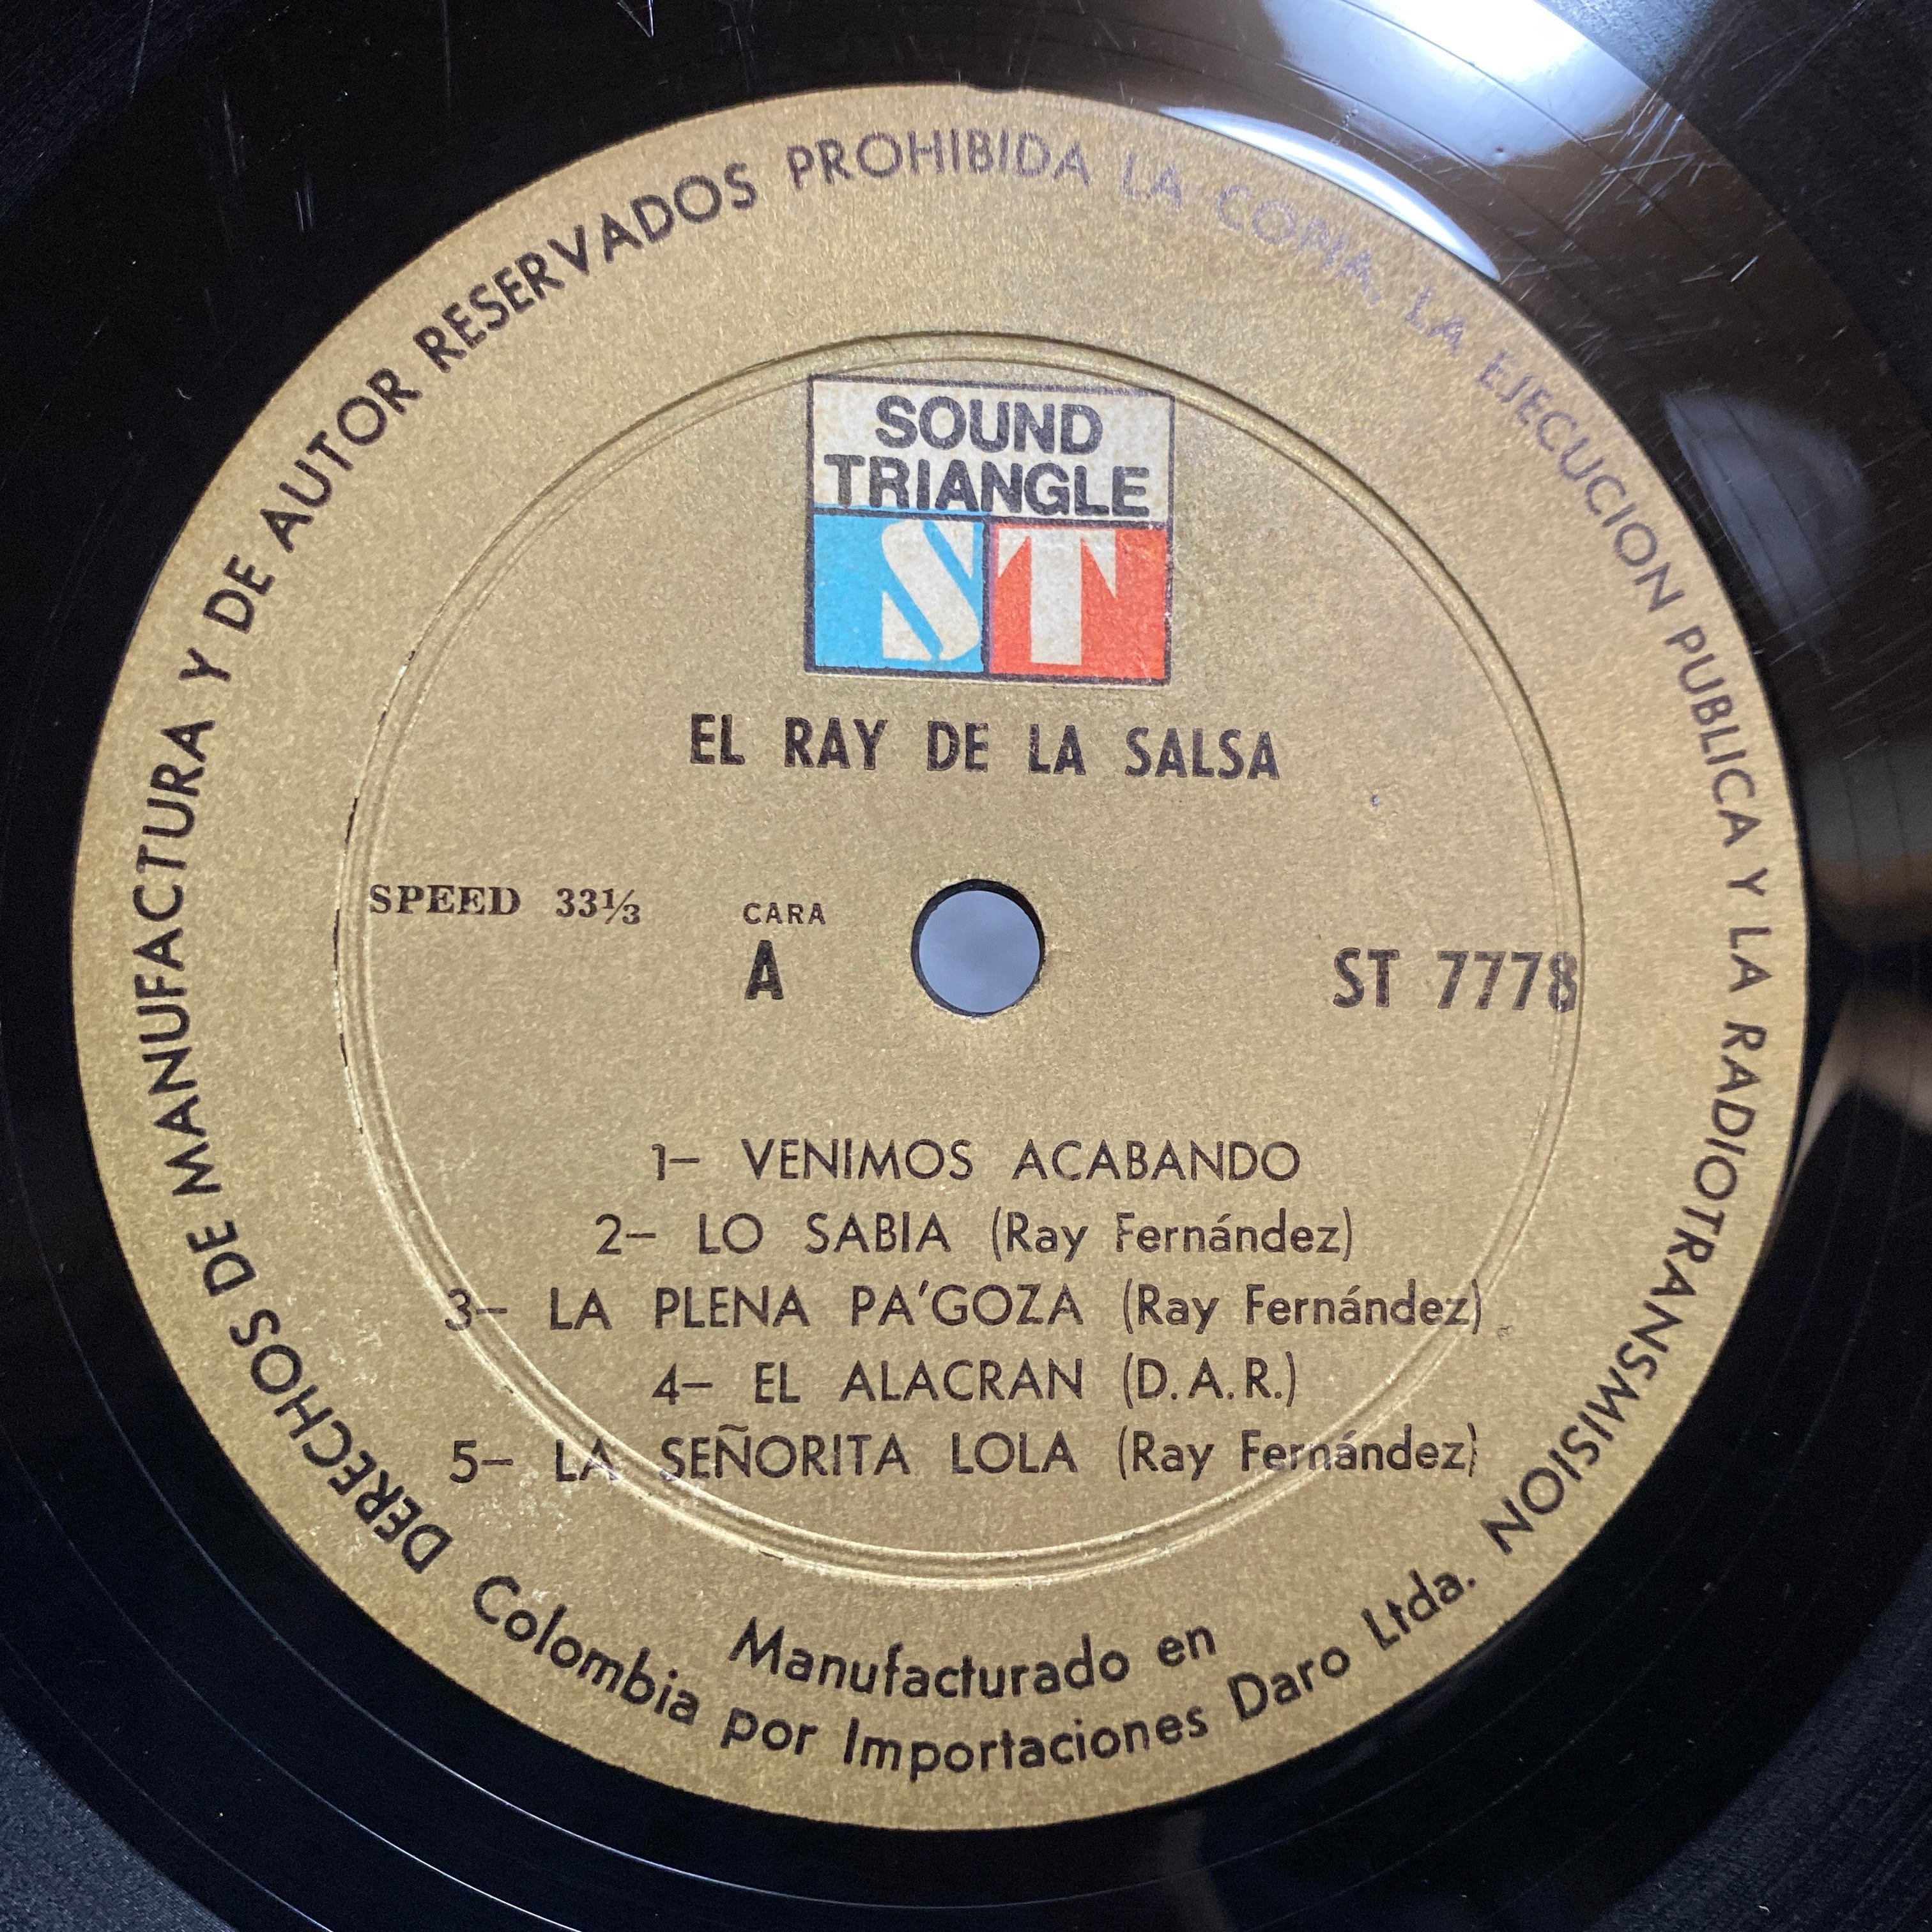 DERECHOS DE MANUFACTURA Y DE AUTOR RESERVADOS PROHIBIDA LA COPIA, LA EJECUCION PUBLICA Y LA RADIOTRANSMISION
SOUND
TRIANGLE
ST
EL RAY DE LA SALSA
SPEED 33⅓
CARA
A
ST 7778
1– VENIMOS ACABANDO
2– LO SABIA (Ray Fernández)
3– LA PLENA PA'GOZA (Ray Fernández)
4– EL ALACRAN (D.A.R.)
5– LA SEÑORITA LOLA (Ray Fernández)
Manufacturado en
Colombia por Importaciones Daro Ltda.